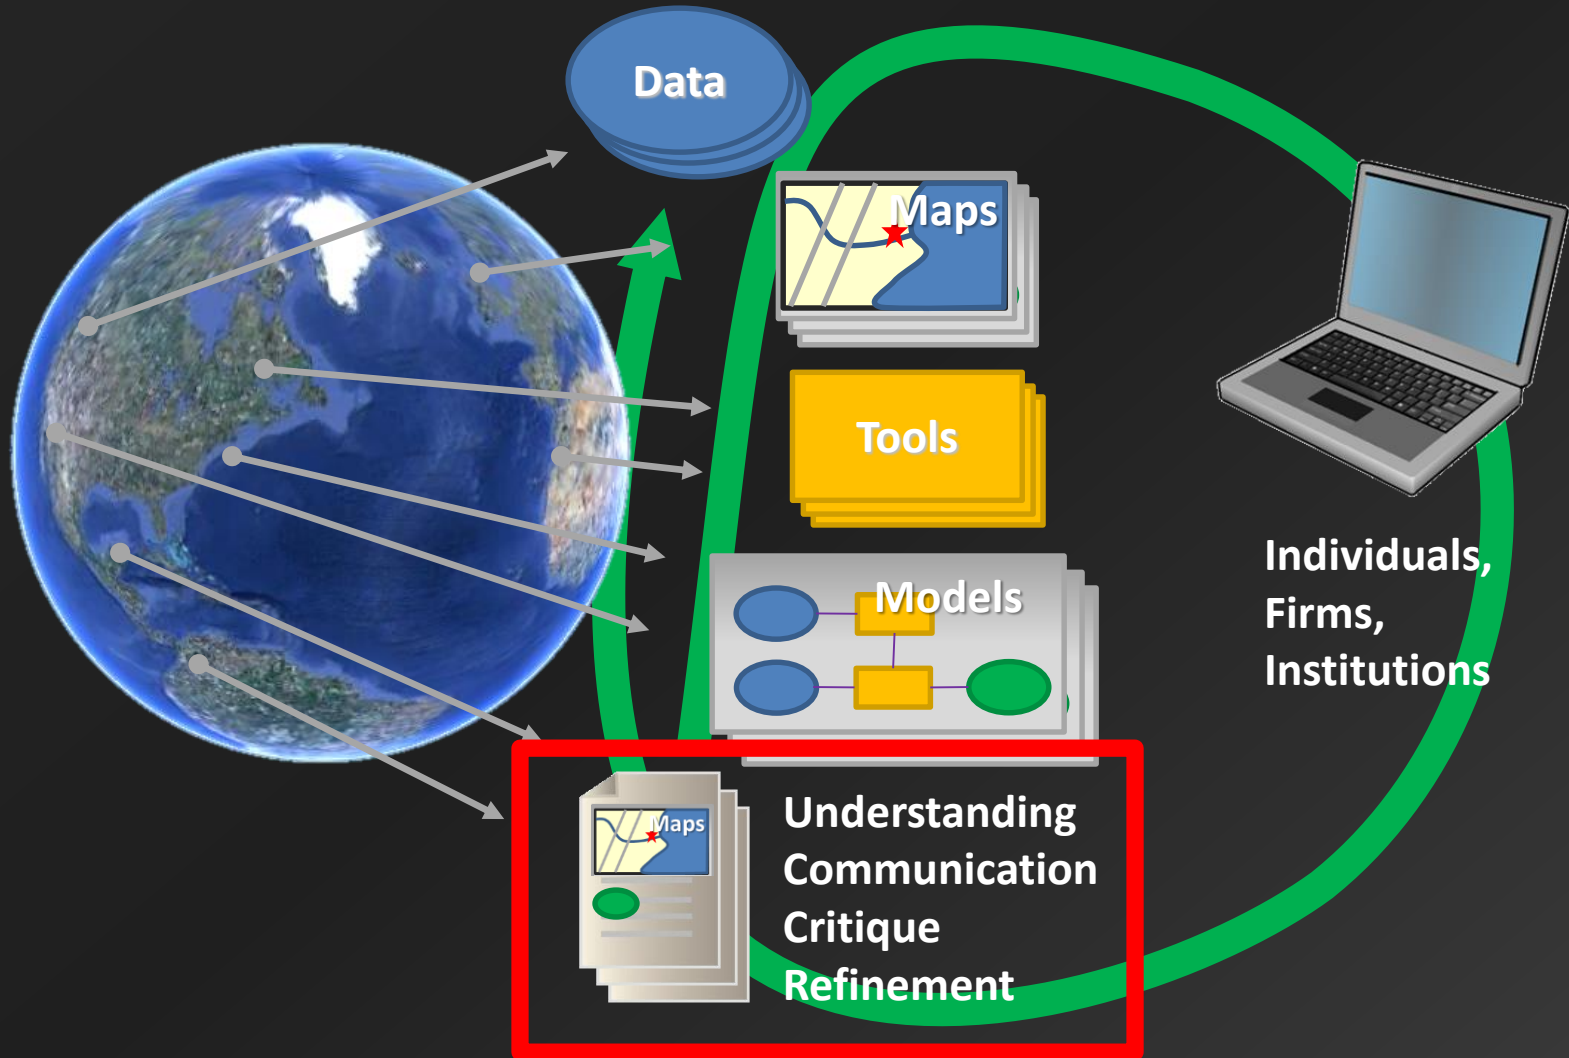 Data
Maps
Tools
Models
Individuals,
Firms,
Institutions
Maps
Understanding
Communication
Critique
Refinement